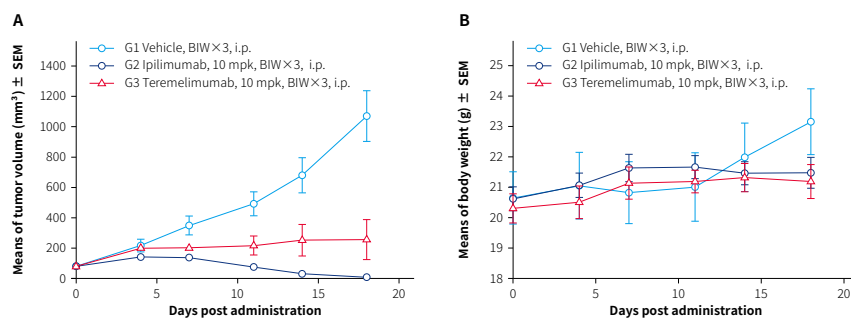 A
G1 Vehicle, BIW×3, i.p.
G2 Ipilimumab, 10 mpk, BIW×3, i.p.
G3 Teremelimumab, 10 mpk, BIW×3, i.p.
Means of tumor volume (mm³) ± SEM
1400
1200
1000
800
600
400
200
0
0 5 10 15 20
Days post administration
B
G1 Vehicle, BIW×3, i.p.
G2 Ipilimumab, 10 mpk, BIW×3, i.p.
G3 Teremelimumab, 10 mpk, BIW×3, i.p.
Means of body weight (g) ± SEM
25
24
23
22
21
20
19
18
0 5 10 15 20
Days post administration